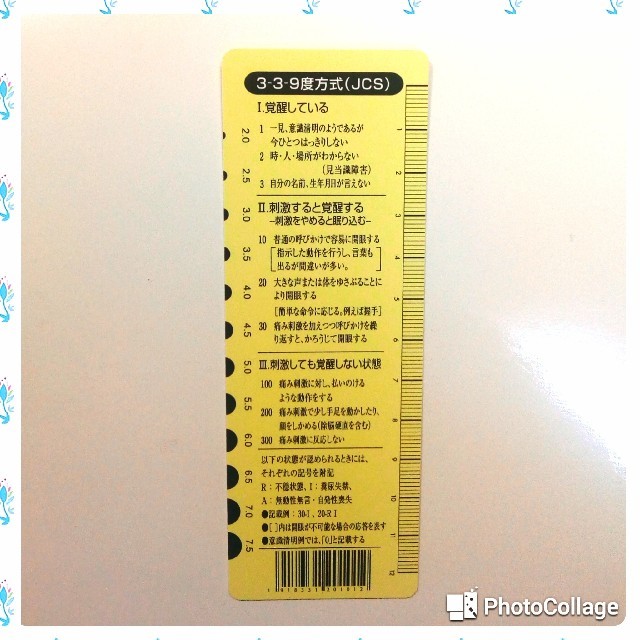 3-3-9度方式(JCS)
I.覚醒している
1 一見、意識清明のようであるが
今ひとつはっきりしない
2 時・人・場所がわからない
(見当識障害)
3 自分の名前、生年月日が言えない
II.刺激すると覚醒する
―刺激をやめると眠り込む―
10 普通の呼びかけで容易に開眼する
[指示した動作を行うし、言葉も
出るが間違いが多い。]
20 大きな声または体をゆさぶることに
より開眼する
[簡単な命令に応じる。例えば握手]
30 痛み刺激を加えつつ呼びかけを繰
り返すと、かろうじて開眼する
III.刺激しても覚醒しない状態
100 痛み刺激に対し、払いのける
ような動作をする
200 痛み刺激で少し手足を動かしたり、
顔をしかめる(除脳硬直を含む)
300 痛み刺激に反応しない
以下の状態が認められるときには、
それぞれの記号を附記
R:不穏状態、I:糞尿失禁、
A:無動性無言・自発性喪失
●記載例:30-I、20-R I
●[ ]内は開眼が不可能な場合の応答を表す
●意識清明例では、「0」と記載する
2.0
2.5
3.0
3.5
4.0
4.5
5.0
5.5
6.0
6.5
7.0
7.5
1
2
3
4
5
6
7
8
9
10
11
12
PhotoCollage